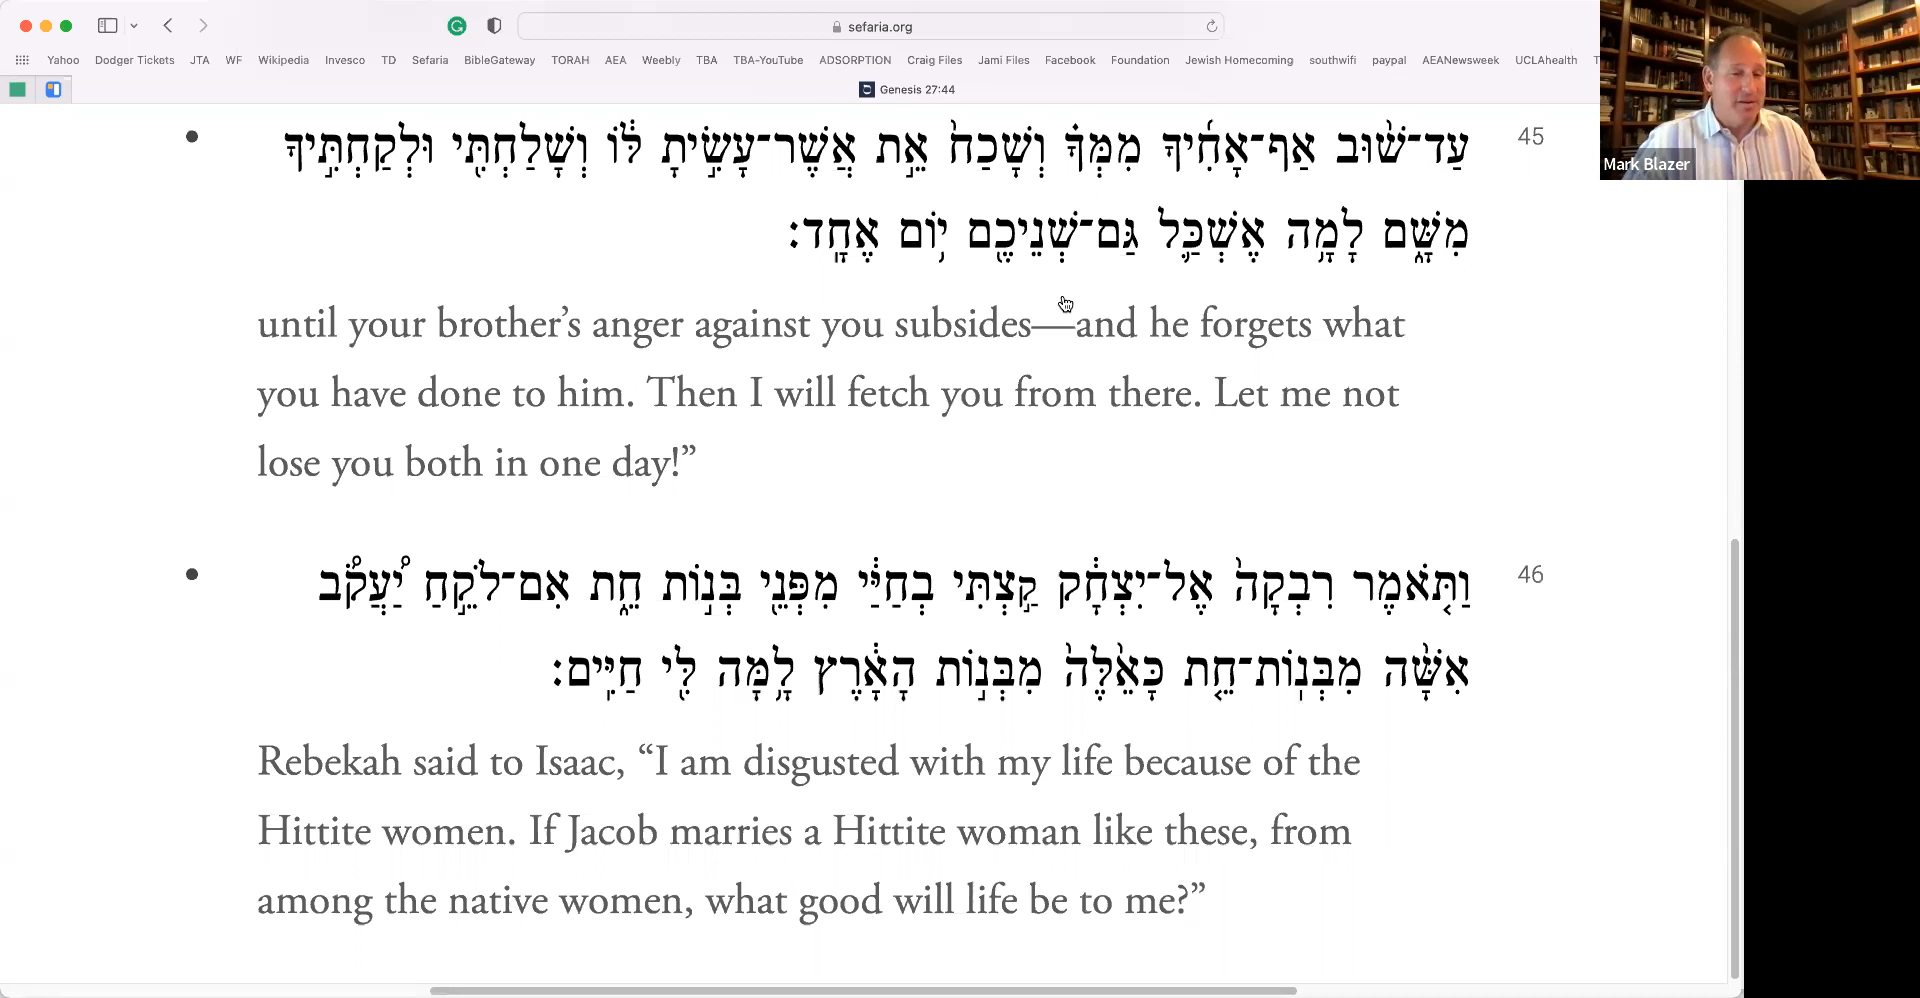 sefaria.org
Yahoo Dodger Tickets JTA WF Wikipedia Invesco TD Sefaria BibleGateway TORAH AEA Weebly TBA TBA-YouTube ADSORPTION Craig Files Jami Files Facebook Foundation Jewish Homecoming southwifi paypal AEANewsweek UCLAhealth
Genesis 27:44
Mark Blazer
45
עַד־שׁ֨וּב אַף־אָחִ֜יךָ מִמְּךָ֗ וְשָׁכַח֙ אֵ֣ת אֲשֶׁר־עָשִׂ֣יתָ לּ֔וֹ וְשָׁלַחְתִּ֖י וּלְקַחְתִּ֣יךָ
מִשָּׁ֑ם לָמָ֥ה אֶשְׁכַּ֛ל גַּם־שְׁנֵיכֶ֖ם י֥וֹם אֶחָֽד׃
until your brother’s anger against you subsides—and he forgets what
you have done to him. Then I will fetch you from there. Let me not
lose you both in one day!”
46
וַתֹּ֤אמֶר רִבְקָה֙ אֶל־יִצְחָ֔ק קַ֣צְתִּי בְחַיַּ֔י מִפְּנֵ֖י בְּנ֣וֹת חֵ֑ת אִם־לֹקֵ֣חַ יַ֠עֲקֹ֠ב
אִשָּׁ֨ה מִבְּנֽוֹת־חֵ֤ת כָּאֵ֙לֶּה֙ מִבְּנ֣וֹת הָאָ֔רֶץ לָ֥מָּה לִּ֖י חַיִּֽים׃
Rebekah said to Isaac, “I am disgusted with my life because of the
Hittite women. If Jacob marries a Hittite woman like these, from
among the native women, what good will life be to me?”